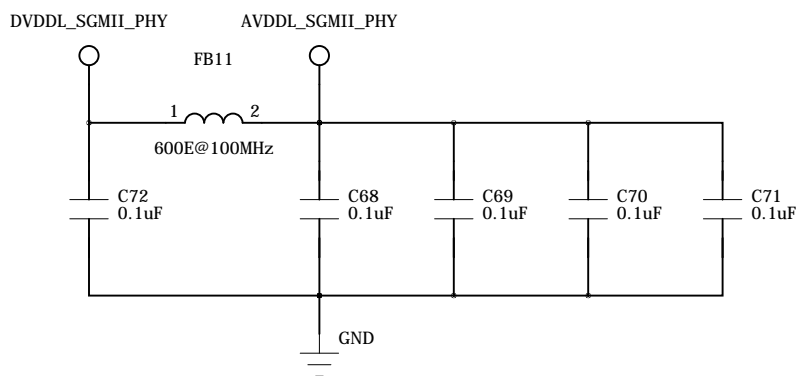 DVDDL_SGMII_PHY
AVDDL_SGMII_PHY
FB11
1
2
600E@100MHz
C72
0.1uF
C68
0.1uF
C69
0.1uF
C70
0.1uF
C71
0.1uF
GND